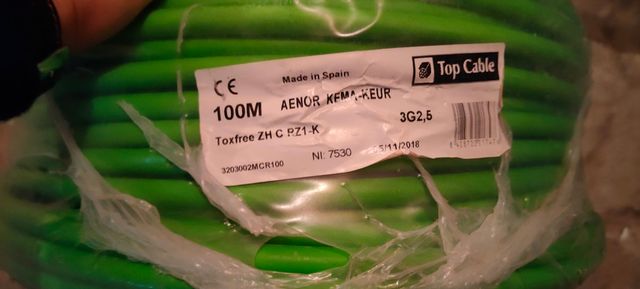 CE Made in Spain Top Cable
100M AENOR KEMA-KEUR
Toxfree ZH C RZ1-K 3G2,5
3203002MCR100 NI: 7530 5/11/2018